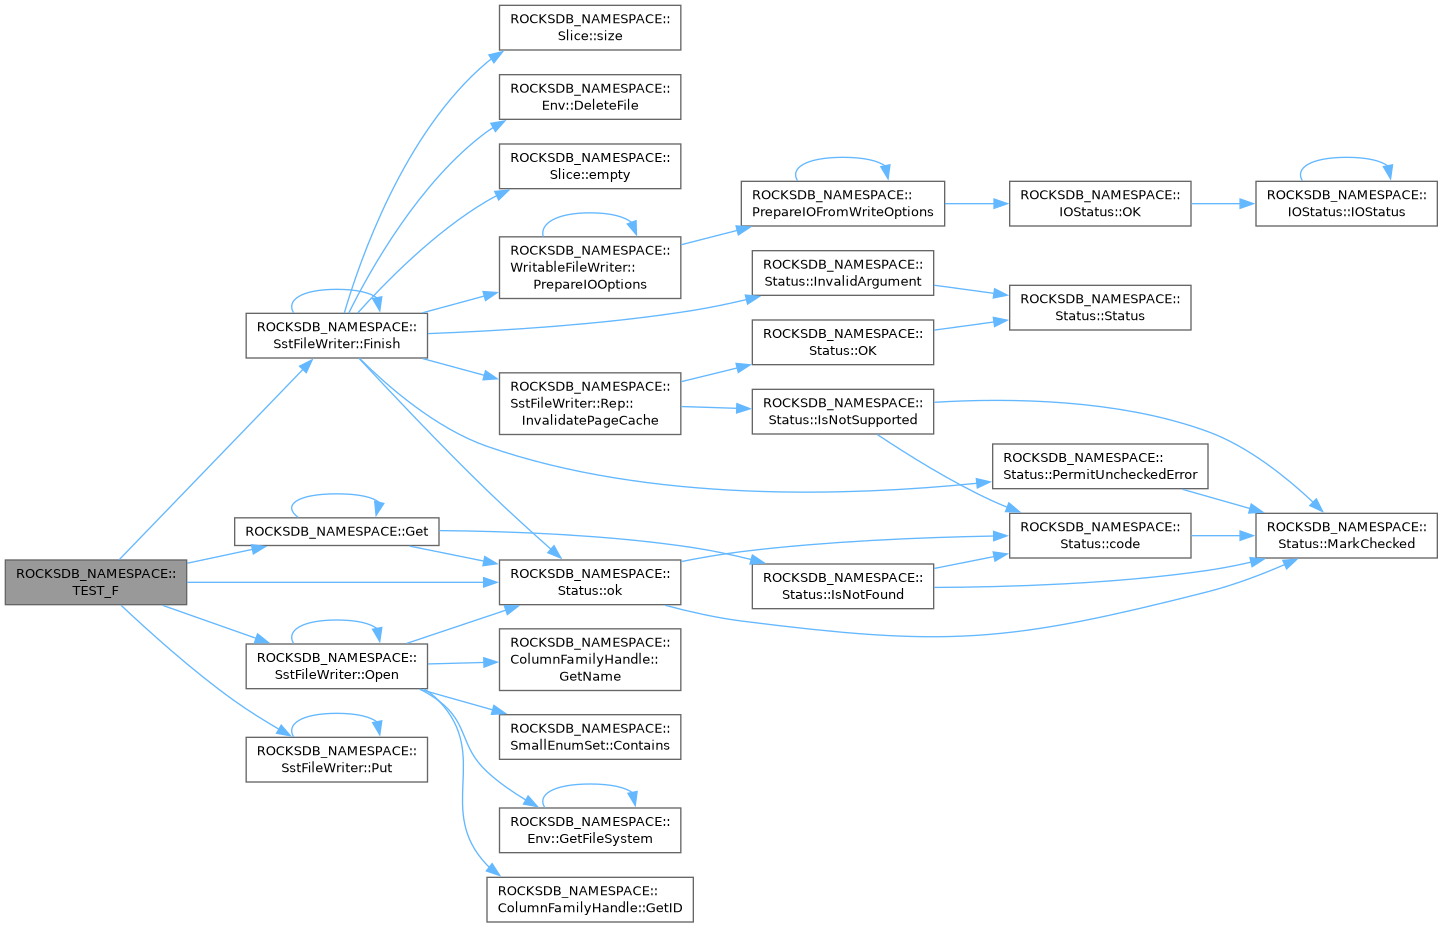 ROCKSDB_NAMESPACE::
TEST_F
ROCKSDB_NAMESPACE::
SstFileWriter::Finish
ROCKSDB_NAMESPACE::Get
ROCKSDB_NAMESPACE::
SstFileWriter::Open
ROCKSDB_NAMESPACE::
SstFileWriter::Put
ROCKSDB_NAMESPACE::
Slice::size
ROCKSDB_NAMESPACE::
Env::DeleteFile
ROCKSDB_NAMESPACE::
Slice::empty
ROCKSDB_NAMESPACE::
WritableFileWriter::
PrepareIOOptions
ROCKSDB_NAMESPACE::
SstFileWriter::Rep::
InvalidatePageCache
ROCKSDB_NAMESPACE::
Status::ok
ROCKSDB_NAMESPACE::
ColumnFamilyHandle::
GetName
ROCKSDB_NAMESPACE::
SmallEnumSet::Contains
ROCKSDB_NAMESPACE::
Env::GetFileSystem
ROCKSDB_NAMESPACE::
ColumnFamilyHandle::GetID
ROCKSDB_NAMESPACE::
PrepareIOFromWriteOptions
ROCKSDB_NAMESPACE::
Status::InvalidArgument
ROCKSDB_NAMESPACE::
Status::OK
ROCKSDB_NAMESPACE::
Status::IsNotSupported
ROCKSDB_NAMESPACE::
Status::IsNotFound
ROCKSDB_NAMESPACE::
IOStatus::OK
ROCKSDB_NAMESPACE::
Status::Status
ROCKSDB_NAMESPACE::
Status::PermitUncheckedError
ROCKSDB_NAMESPACE::
Status::code
ROCKSDB_NAMESPACE::
IOStatus::IOStatus
ROCKSDB_NAMESPACE::
Status::MarkChecked